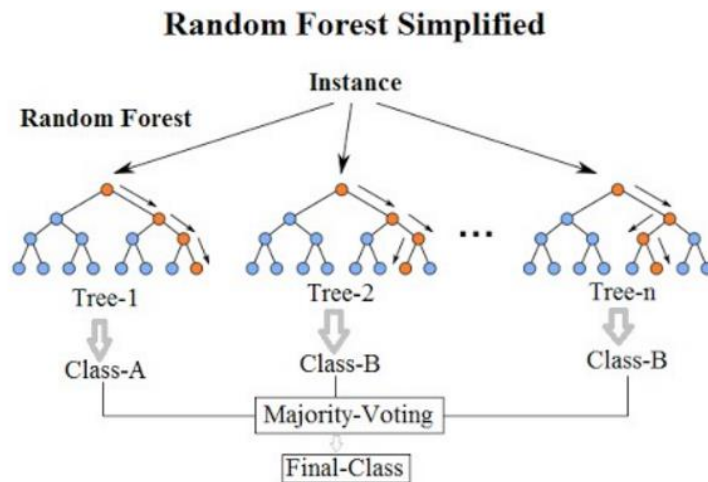 Random Forest Simplified
Instance
Random Forest
...
Tree-1
Tree-2
Tree-n
Class-A
Class-B
Class-B
Majority-Voting
Final-Class